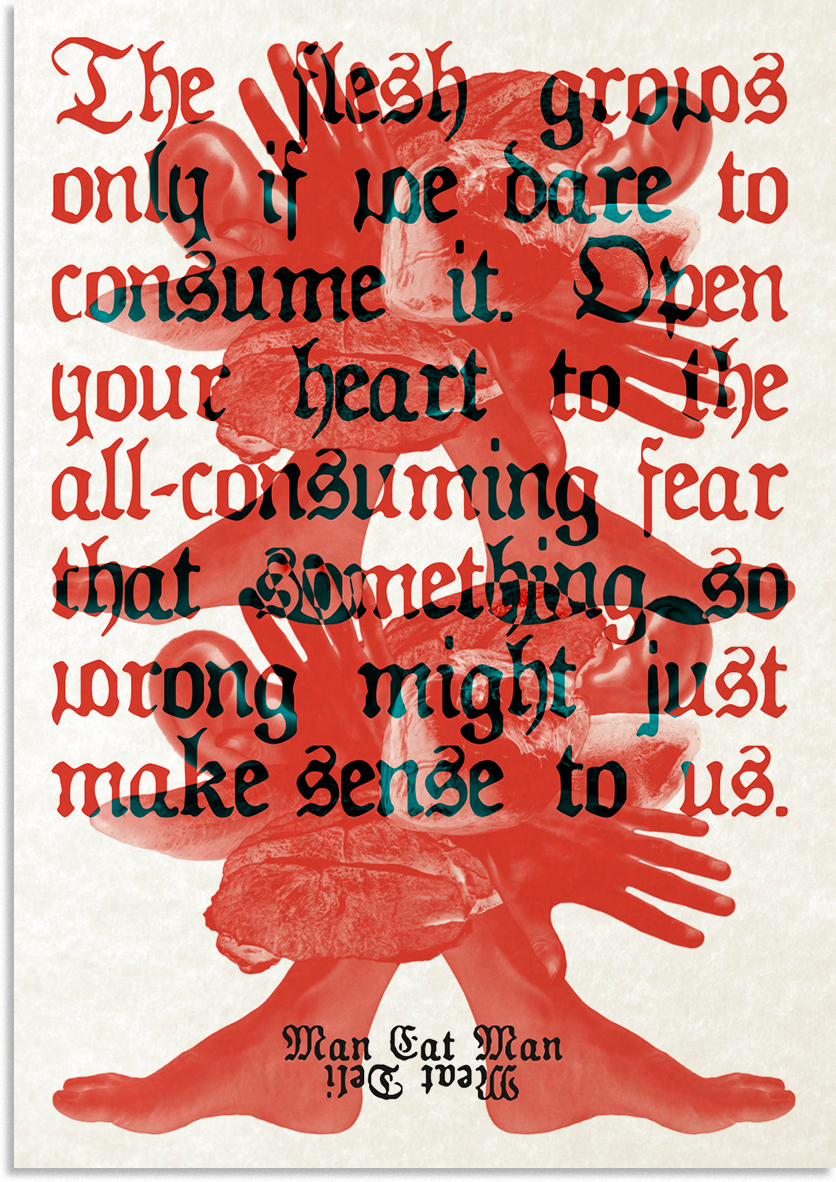 The flesh grows
only if we dare to
consume it. Open
your heart to the
all-consuming fear
that something so
wrong might just
make sense to us.
Man Eat Man
Meat Deli